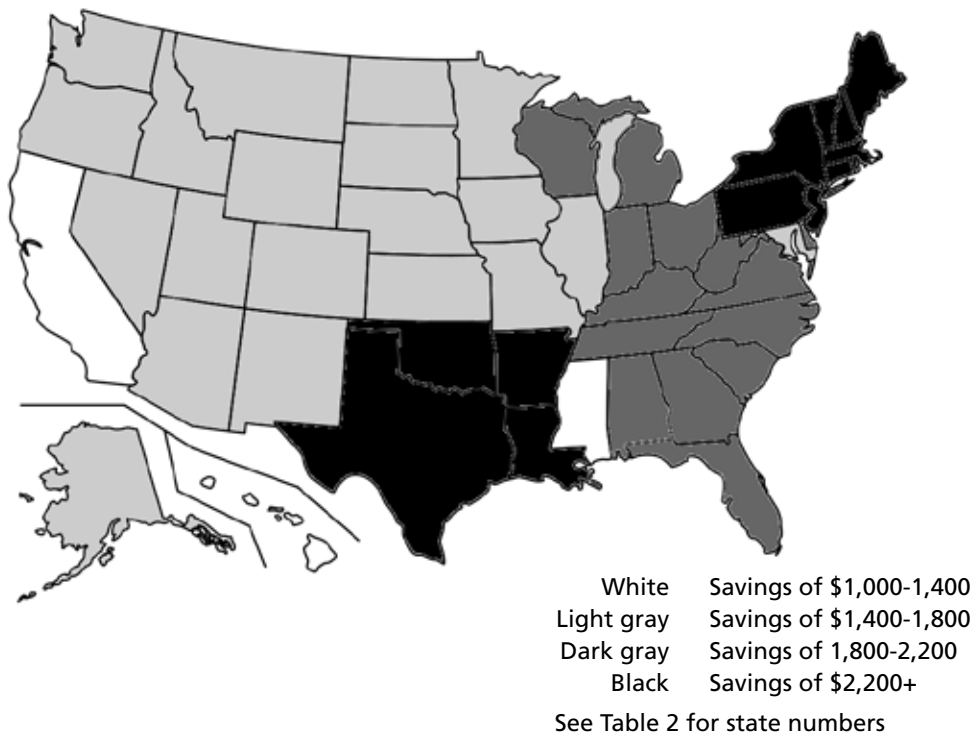 White Savings of $1,000-1,400
Light gray Savings of $1,400-1,800
Dark gray Savings of 1,800-2,200
Black Savings of $2,200+
See Table 2 for state numbers